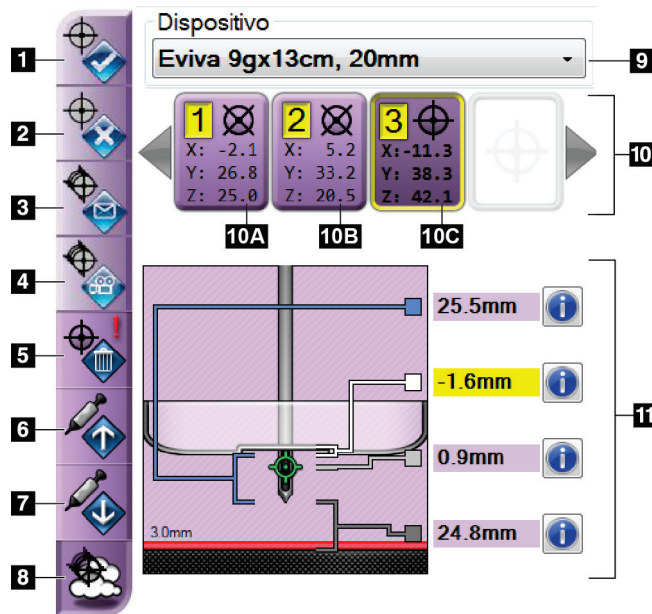 Dispositivo
1
Eviva 9gx13cm, 20mm
9
2
1
X: -2.1
Y: 26.8
Z: 25.0
2
X: 5.2
Y: 33.2
Z: 20.5
3
X:-11.3
Y: 38.3
Z: 42.1
10
3
10A
10B
10C
4
25.5mm
5
!
-1.6mm
6
11
0.9mm
7
3.0mm
24.8mm
8